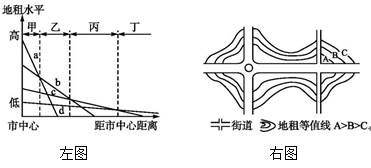 地租水平
高
甲 乙 丙 丁
a
b
c
d
低
市中心 距市中心距离
左图
A B C
街道 地租等值线 A>B>C。
右图